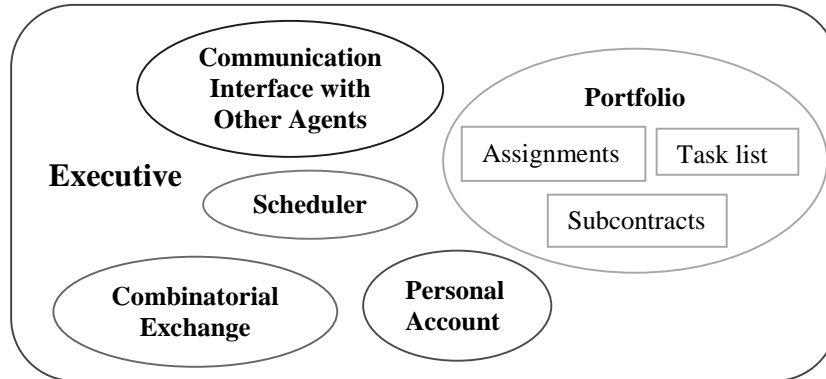 Communication
Interface with
Other Agents
Portfolio
Assignments
Task list
Executive
Scheduler
Subcontracts
Combinatorial
Exchange
Personal
Account